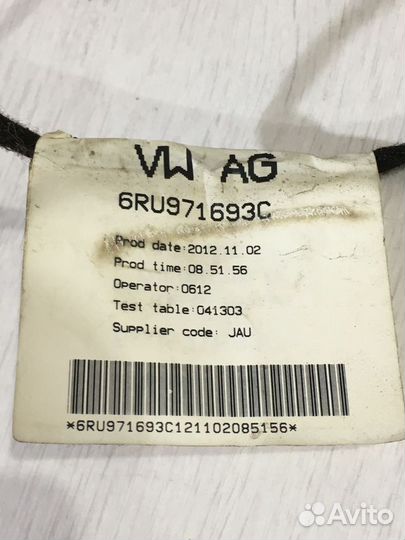 VW AG
6RU971693C
Prod date:2012.11.02
Prod time:08.51.56
Operator:0612
Test table:041303
Supplier code: JAU
*6RU971693C121102085156*
Avito